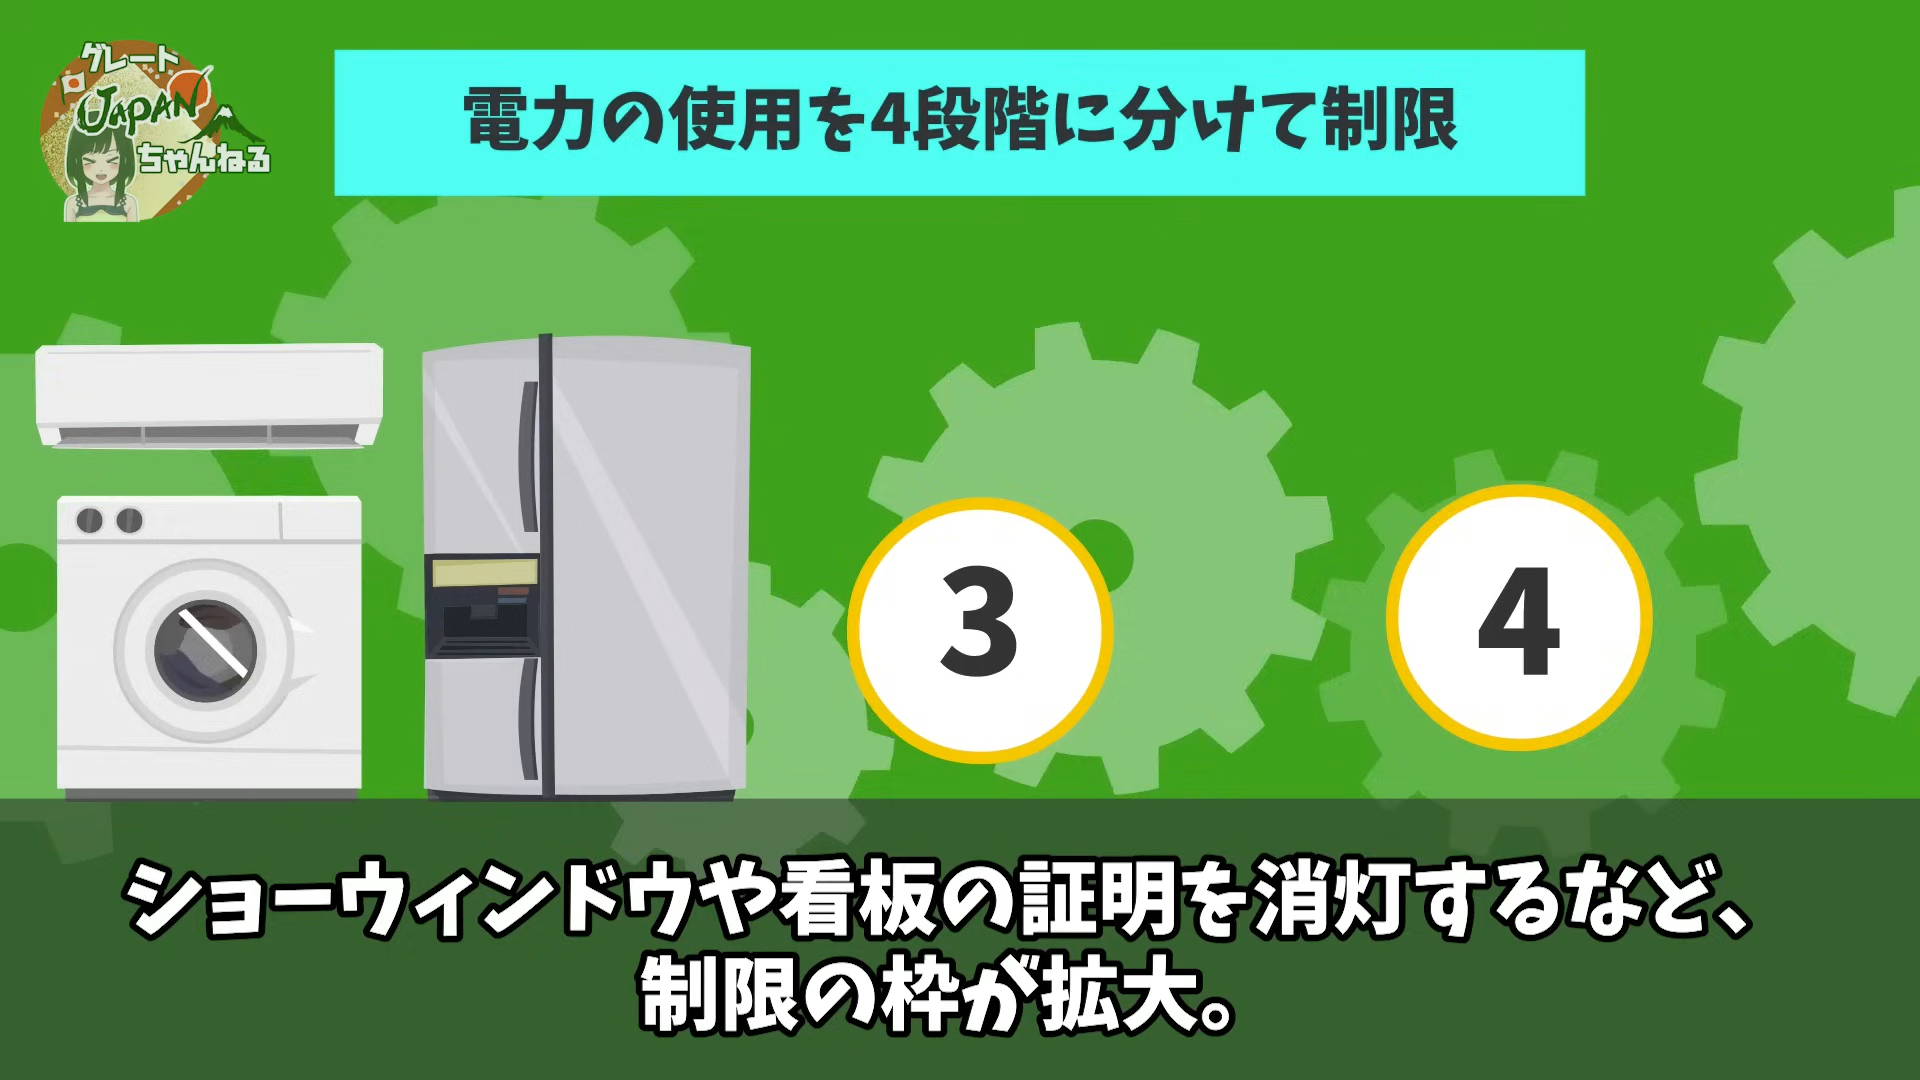 グレート
JAPAN
ちゃんねる
電力の使用を4段階に分けて制限
3
4
ショーウィンドウや看板の証明を消灯するなど、
制限の枠が拡大。